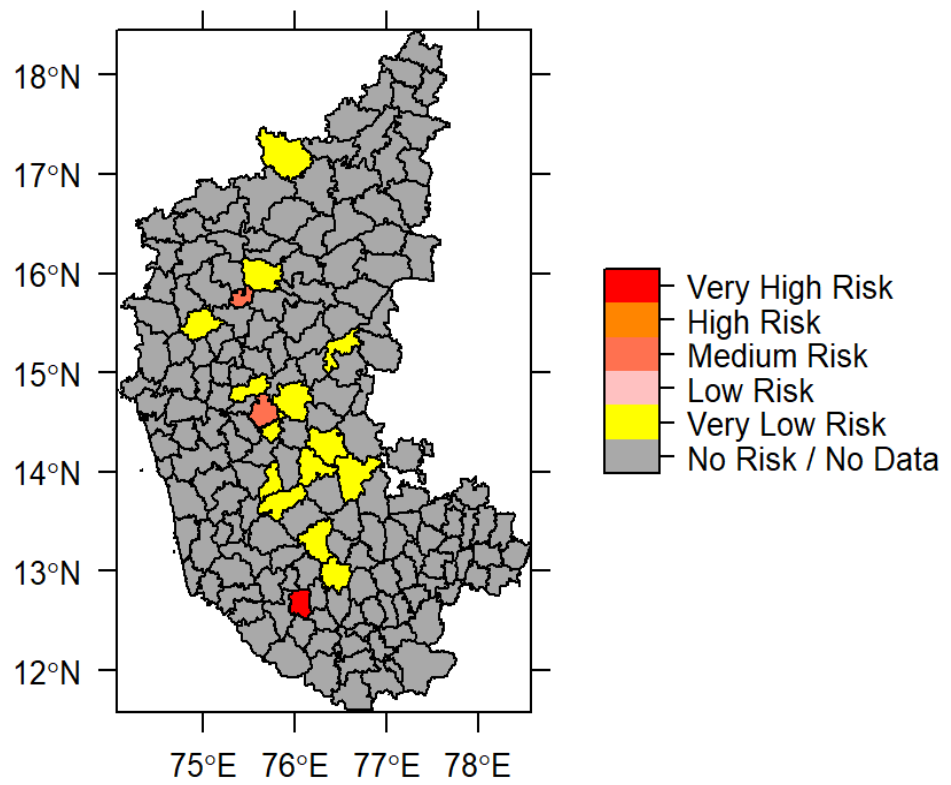 18°N
17°N
16°N
15°N
14°N
13°N
12°N
75°E 76°E 77°E 78°E
Very High Risk
High Risk
Medium Risk
Low Risk
Very Low Risk
No Risk / No Data